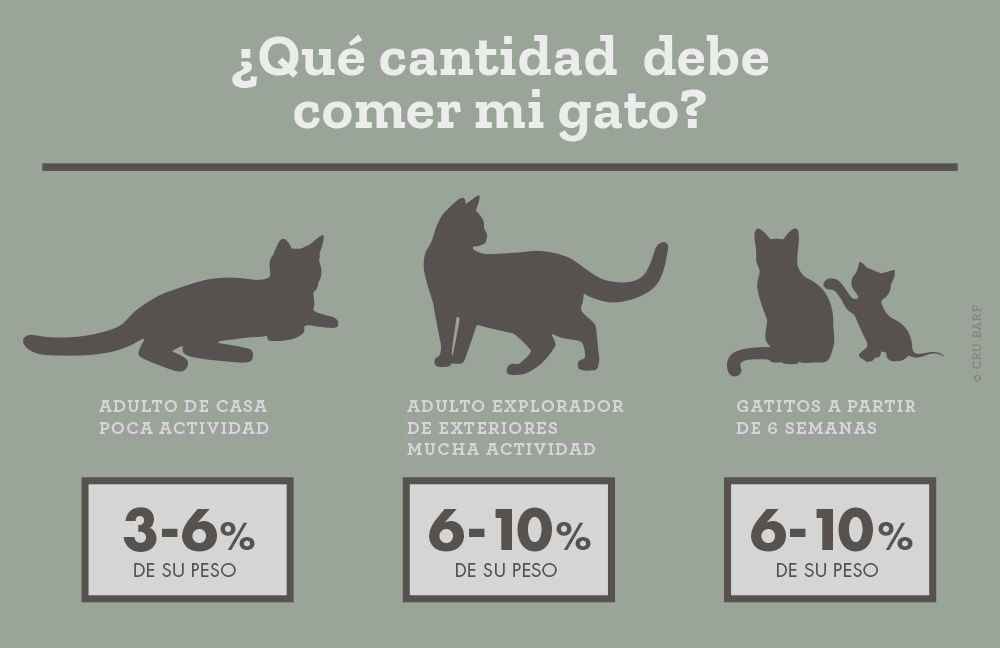 ¿Qué cantidad debe
comer mi gato?
ADULTO DE CASA
POCA ACTIVIDAD
3-6%
DE SU PESO
ADULTO EXPLORADOR
DE EXTERIORES
MUCHA ACTIVIDAD
6-10%
DE SU PESO
GATITOS A PARTIR
DE 6 SEMANAS
6-10%
DE SU PESO
© CRU BARF